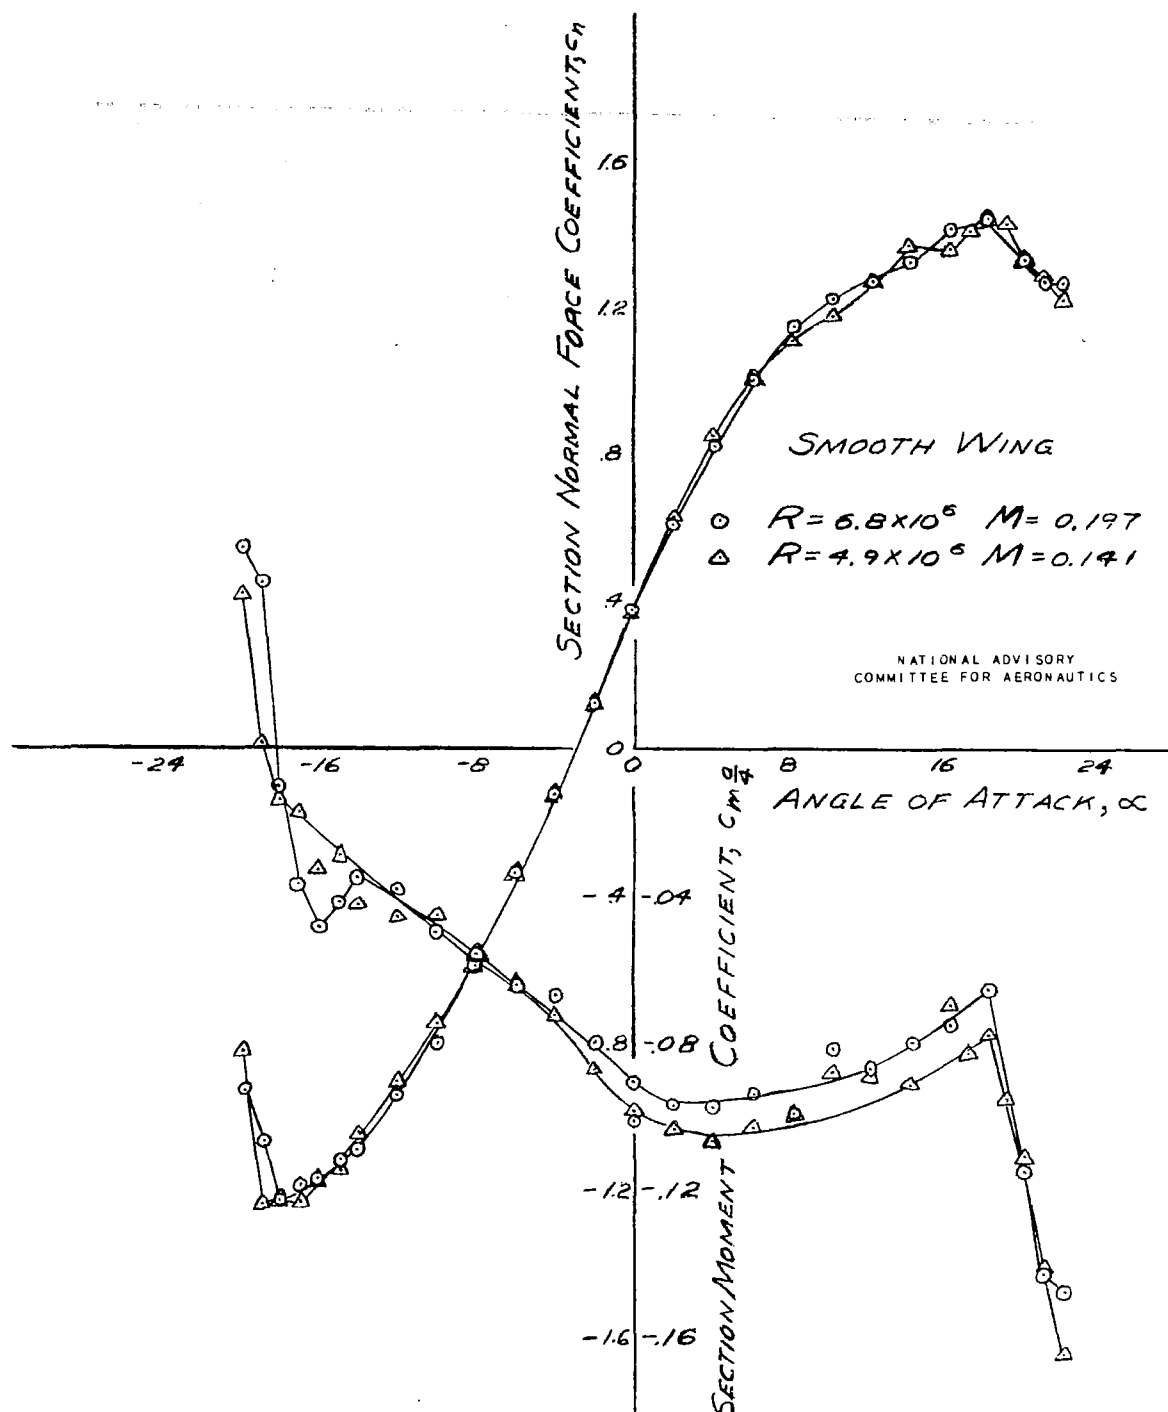 SECTION NORMAL FORCE COEFFICIENT, cn
1.6
1.2
.8
SMOOTH WING
R = 6.8 × 10⁶ M = 0.197
R = 4.9 × 10⁶ M = 0.141
.4
NATIONAL ADVISORY
COMMITTEE FOR AERONAUTICS
0
-24 -16 -8 0 8 16 24
ANGLE OF ATTACK, ∝
-.4 -.04
.8 -.08
-1.2 -.12
-1.6 -.16
SECTION MOMENT COEFFICIENT, cm a/4